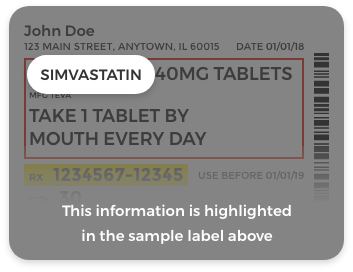 John Doe
123 MAIN STREET, ANYTOWN, IL 60015 DATE 01/01/18
SIMVASTATIN 40MG TABLETS
MFG TEVA
TAKE 1 TABLET BY
MOUTH EVERY DAY
RX 1234567-12345 USE BEFORE 01/01/19
30
This information is highlighted
in the sample label above